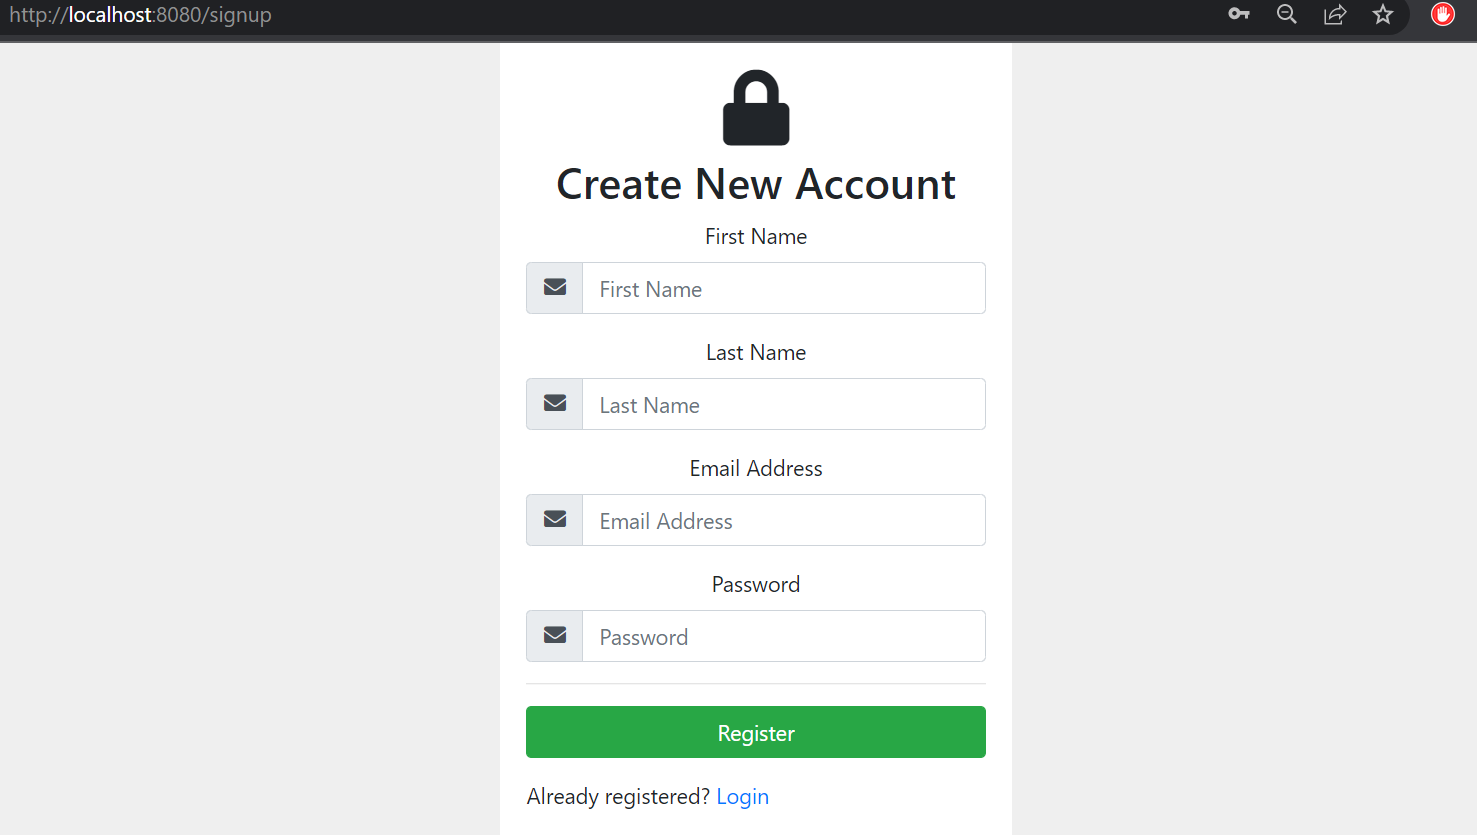 http://localhost:8080/signup
Create New Account
First Name
First Name
Last Name
Last Name
Email Address
Email Address
Password
Password
Register
Already registered? Login